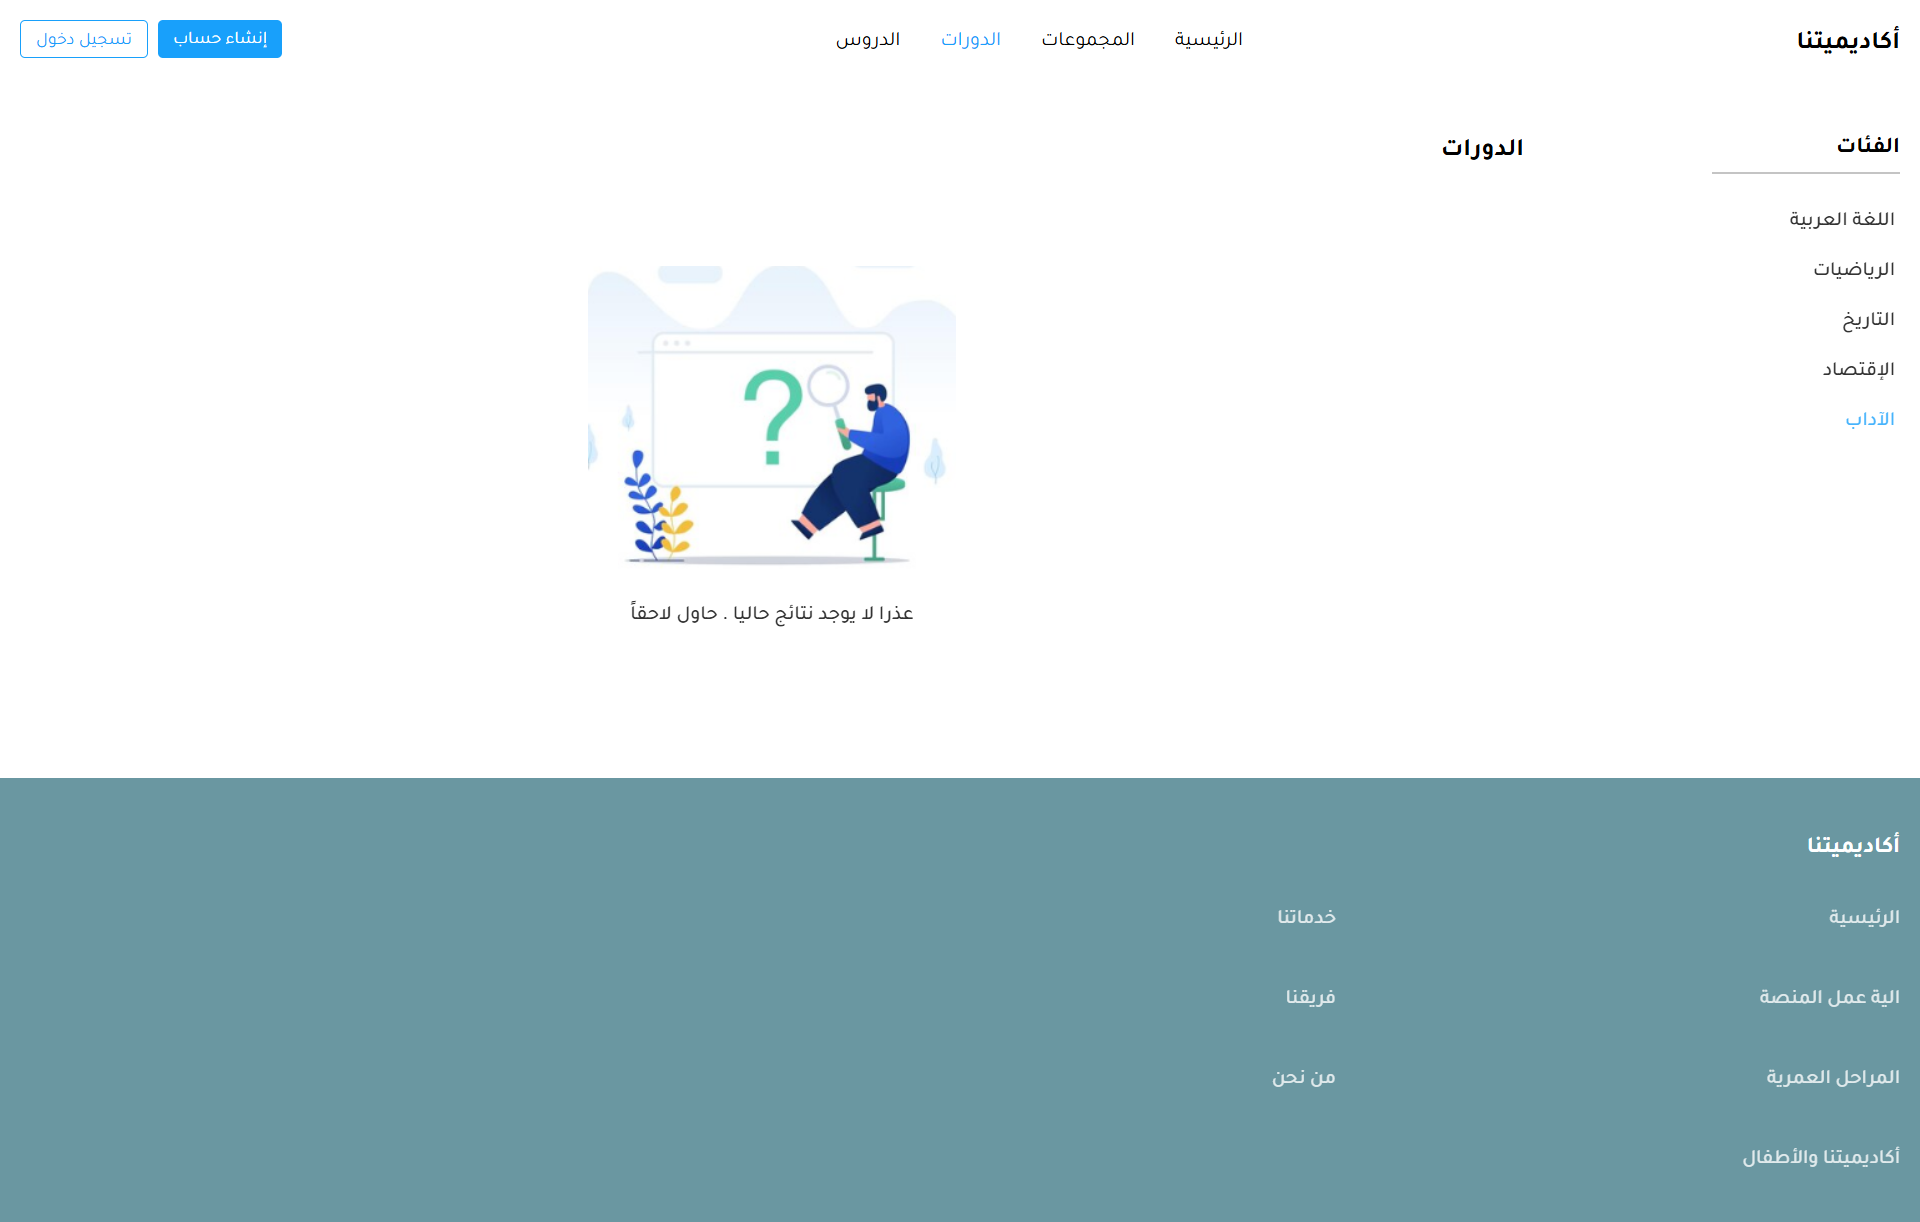 أكاديميتنا
الرئيسية
المجموعات
الدورات
الدروس
إنشاء حساب
تسجيل دخول
الفئات
اللغة العربية
الرياضيات
التاريخ
الإقتصاد
الآداب
الدورات
?
عذرا لا يوجد نتائج حاليا . حاول لاحقاً
أكاديميتنا
الرئيسية
الية عمل المنصة
المراحل العمرية
أكاديميتنا والأطفال
خدماتنا
فريقنا
من نحن